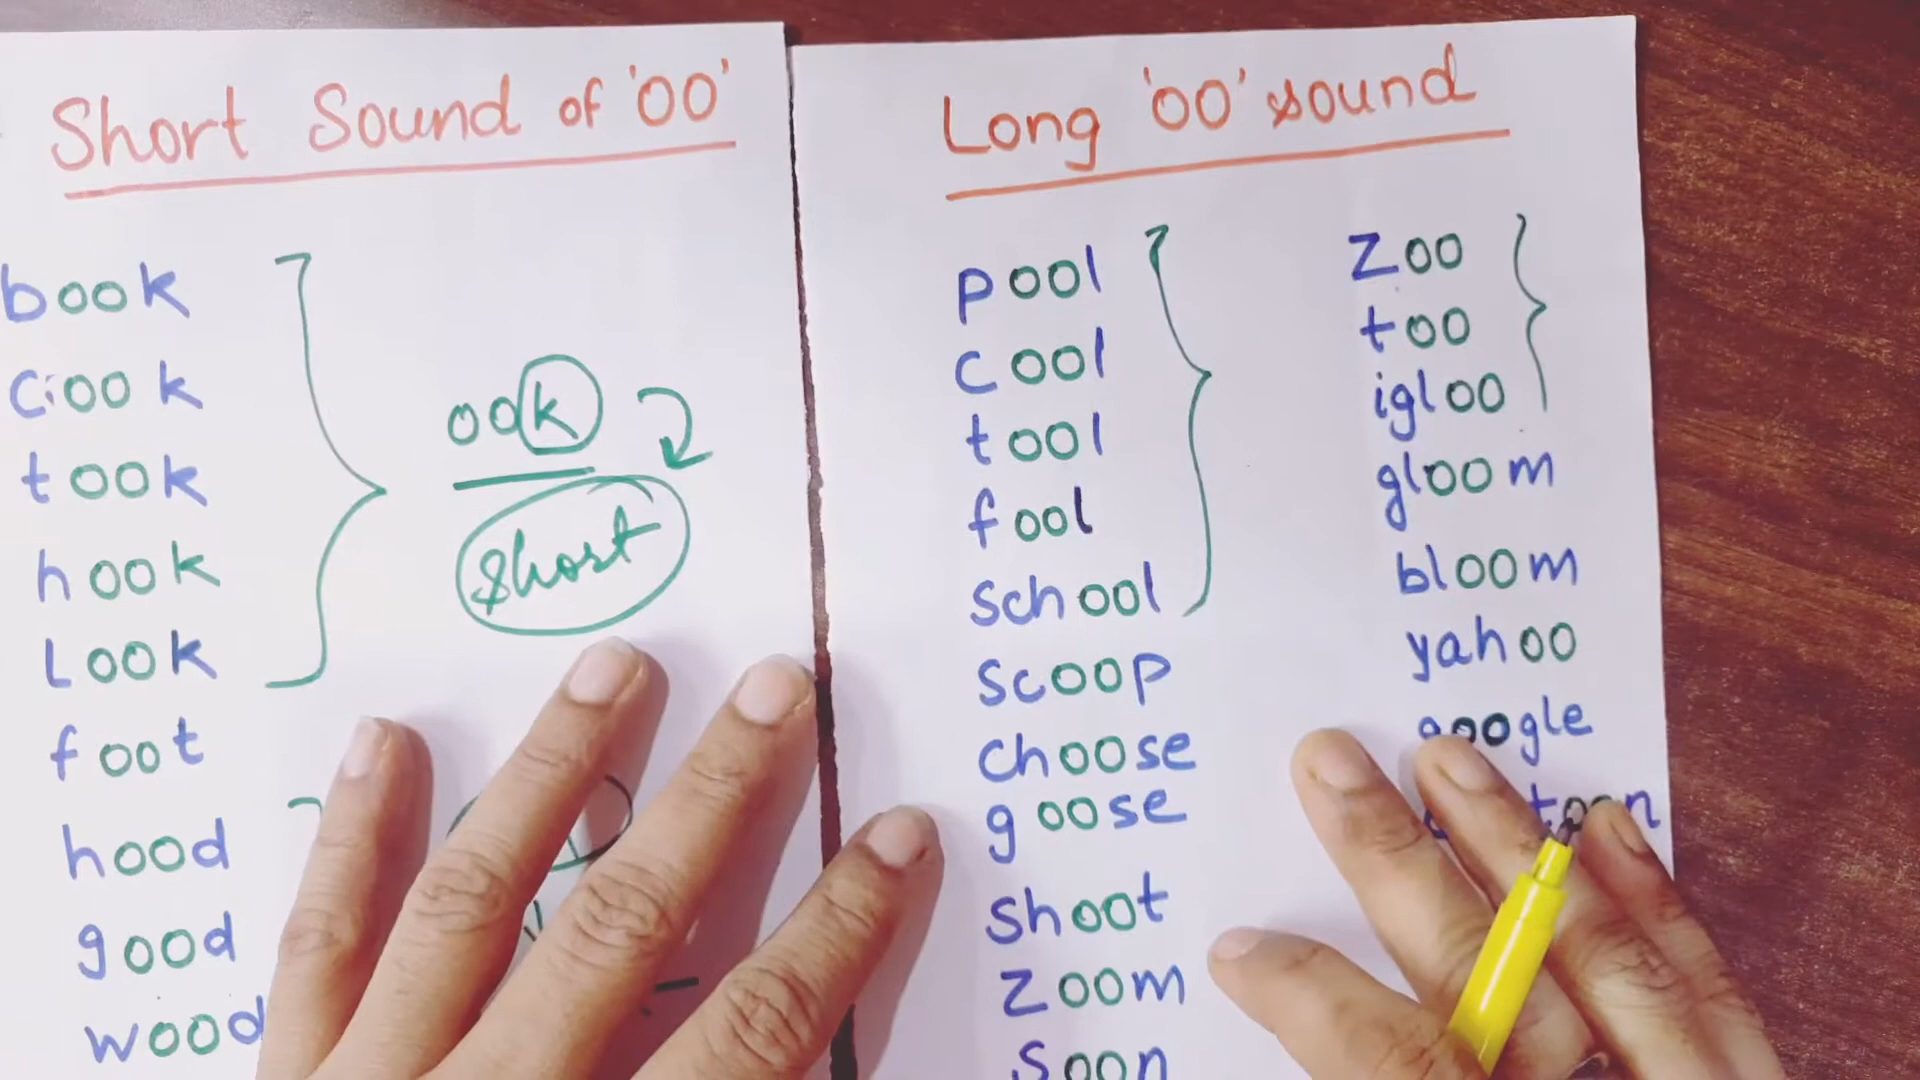 Short Sound of 'OO'
book
cook
took
hook
look
foot
hood
good
wood
ook
short
Long 'OO' sound
pool
cool
tool
fool
school
scoop
choose
goose
shoot
zoom
soon
zoo
too
igloo
gloom
bloom
yahoo
google